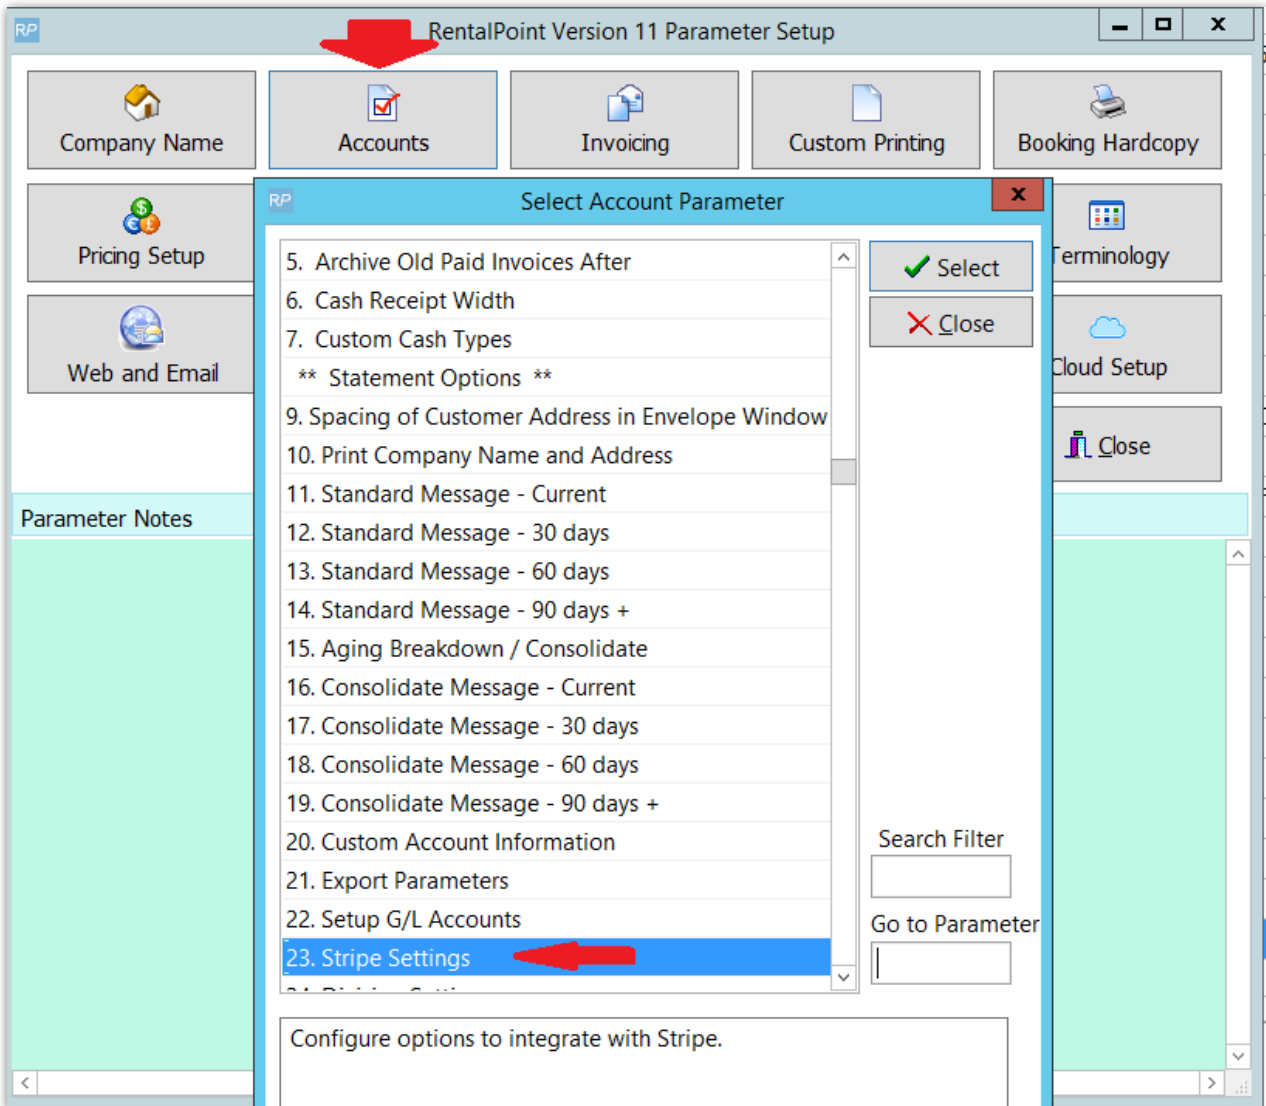 RP RentalPoint Version 11 Parameter Setup
Company Name
Accounts
Invoicing
Custom Printing
Booking Hardcopy
Pricing Setup
Terminology
Web and Email
Cloud Setup
Close
Parameter Notes
RP Select Account Parameter
5. Archive Old Paid Invoices After
6. Cash Receipt Width
7. Custom Cash Types
** Statement Options **
9. Spacing of Customer Address in Envelope Window
10. Print Company Name and Address
11. Standard Message - Current
12. Standard Message - 30 days
13. Standard Message - 60 days
14. Standard Message - 90 days +
15. Aging Breakdown / Consolidate
16. Consolidate Message - Current
17. Consolidate Message - 30 days
18. Consolidate Message - 60 days
19. Consolidate Message - 90 days +
20. Custom Account Information
21. Export Parameters
22. Setup G/L Accounts
23. Stripe Settings
Select
Close
Search Filter
Go to Parameter
Configure options to integrate with Stripe.